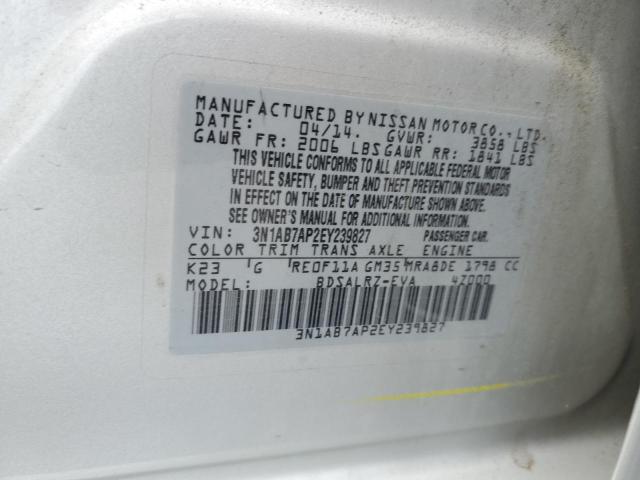 MANUFACTURED BY NISSAN MOTOR CO., LTD.
DATE: 04/14. GVWR: 3858 LBS
GAWR FR: 2006 LBS GAWR RR: 1841 LBS
THIS VEHICLE CONFORMS TO ALL APPLICABLE FEDERAL MOTOR
VEHICLE SAFETY, BUMPER AND THEFT PREVENTION STANDARDS
IN EFFECT ON THE DATE OF MANUFACTURE SHOWN ABOVE.
SEE OWNER'S MANUAL FOR ADDITIONAL INFORMATION.
VIN: 3N1AB7AP2EY239827 PASSENGER CAR.
COLOR TRIM TRANS AXLE ENGINE
K23 G RE0F11A GM35 MRA8DE 1798 CC
MODEL: BDSALRZ-EVA 4Z000
3N1AB7AP2EY239827